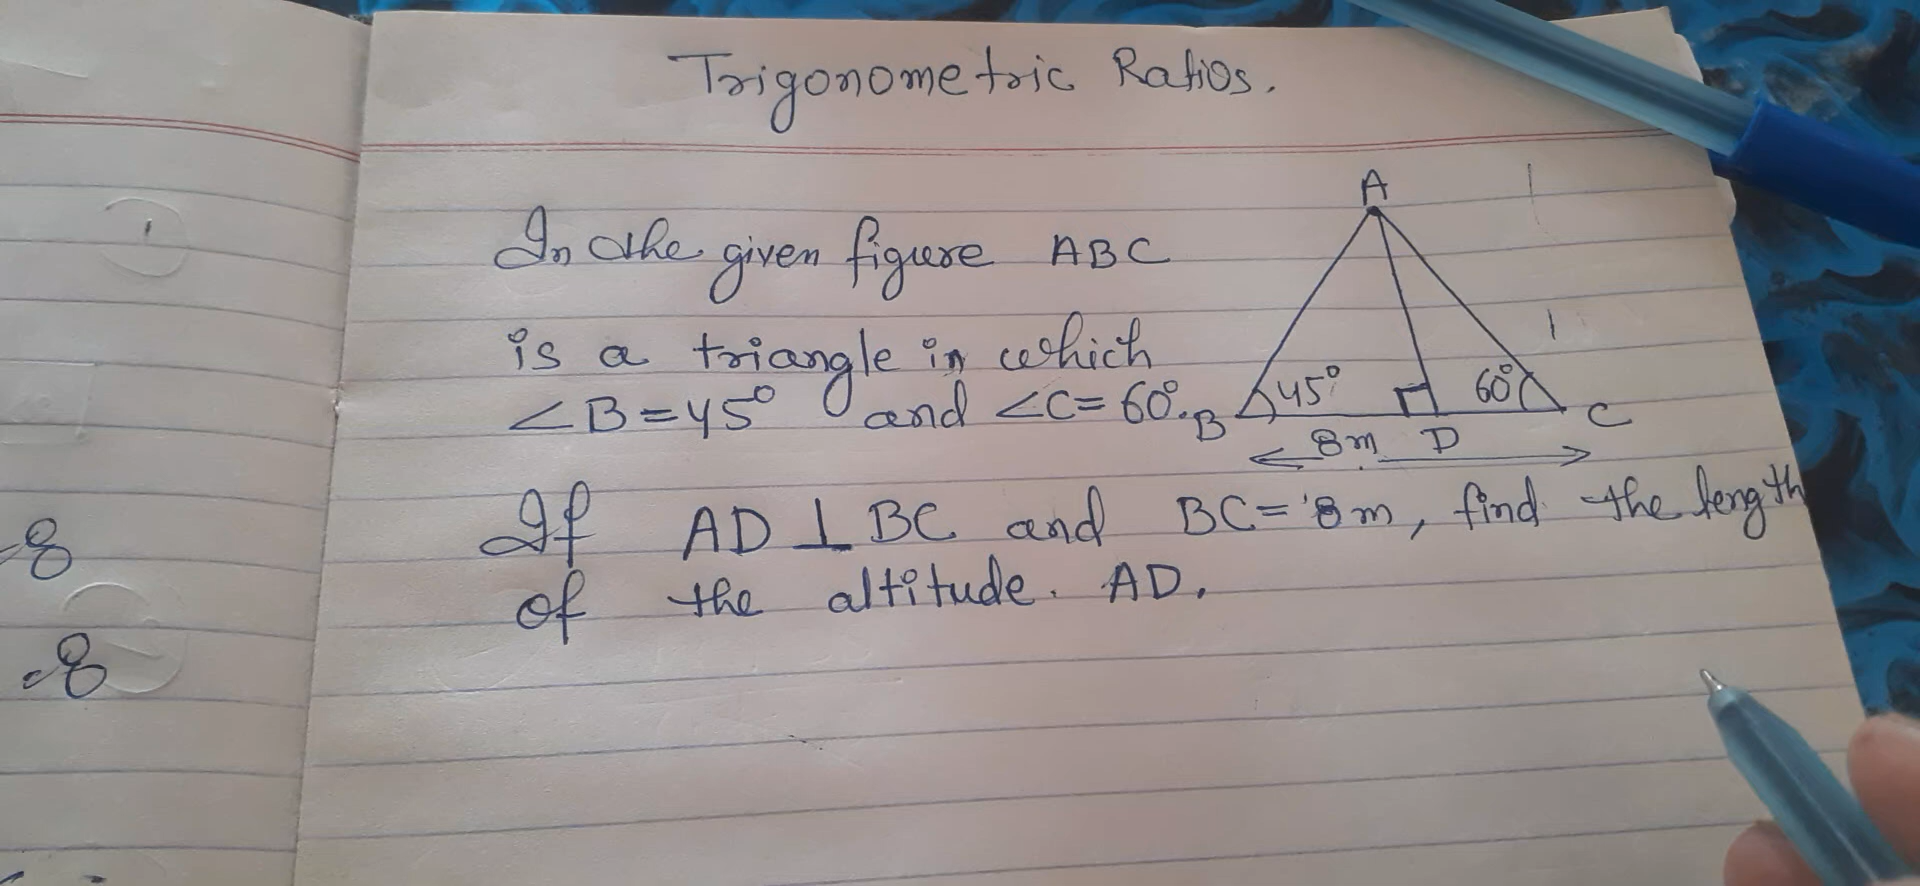 Trigonometric Ratios.
A
In the given figure ABC
is a triangle in which
∠B=45° and ∠C=60°.
B 45° 60° C
8m D
If AD ⊥ BC and BC=8m, find the length
of the altitude. AD.
-8
=8